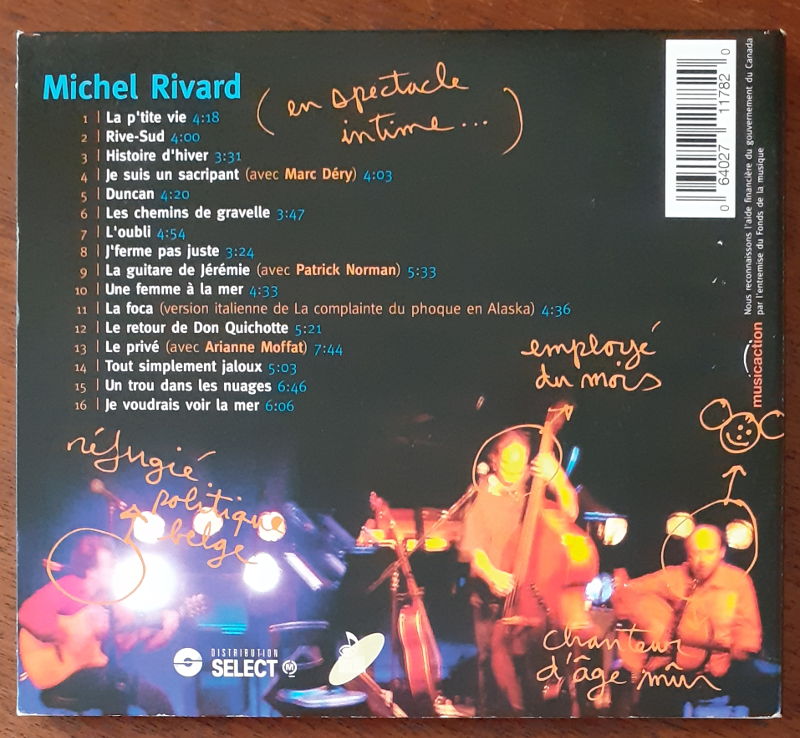 Michel Rivard
(en spectacle
intime...)
1 La p'tite vie 4:18
2 Rive-Sud 4:00
3 Histoire d'hiver 3:31
4 Je suis un sacripant (avec Marc Déry) 4:03
5 Duncan 4:20
6 Les chemins de gravelle 3:47
7 L'oubli 4:54
8 J'ferme pas juste 3:24
9 La guitare de Jérémie (avec Patrick Norman) 5:33
10 Une femme à la mer 4:33
11 La foca (version italienne de La complainte du phoque en Alaska) 4:36
12 Le retour de Don Quichotte 5:21
13 Le privé (avec Arianne Moffat) 7:44
14 Tout simplement jaloux 5:03
15 Un trou dans les nuages 6:46
16 Je voudrais voir la mer 6:06
0 64027 11782 0
Nous reconnaissons l'aide financière du gouvernement du Canada
par l'entremise du Fonds de la musique
musicaction
employé
du mois
réfugié
politique
belge
chanteur
d'âge mûr
DISTRIBUTION
SELECT